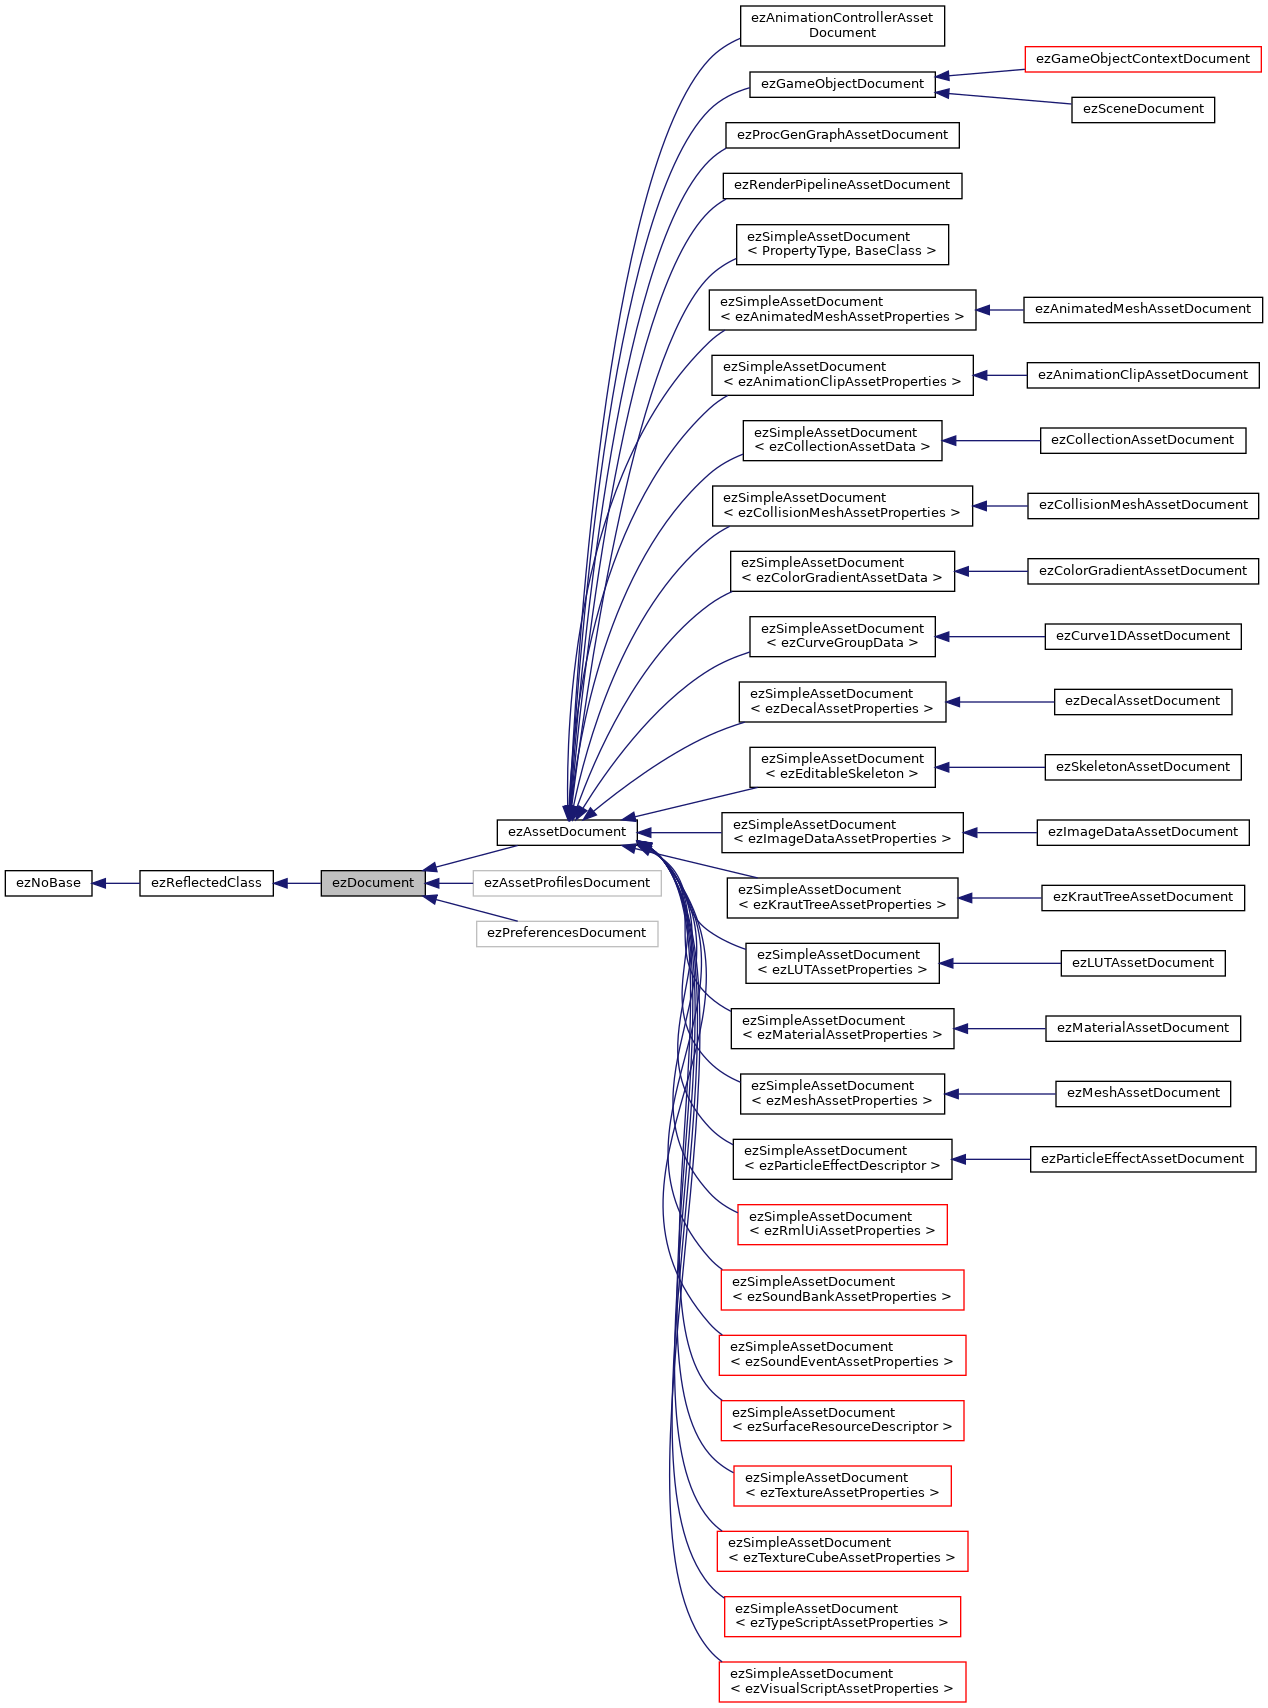 ezAnimationControllerAsset
Document
ezGameObjectDocument
ezGameObjectContextDocument
ezSceneDocument
ezProcGenGraphAssetDocument
ezRenderPipelineAssetDocument
ezSimpleAssetDocument
< PropertyType, BaseClass >
ezSimpleAssetDocument
< ezAnimatedMeshAssetProperties >
ezAnimatedMeshAssetDocument
ezSimpleAssetDocument
< ezAnimationClipAssetProperties >
ezAnimationClipAssetDocument
ezSimpleAssetDocument
< ezCollectionAssetData >
ezCollectionAssetDocument
ezSimpleAssetDocument
< ezCollisionMeshAssetProperties >
ezCollisionMeshAssetDocument
ezSimpleAssetDocument
< ezColorGradientAssetData >
ezColorGradientAssetDocument
ezSimpleAssetDocument
< ezCurveGroupData >
ezCurve1DAssetDocument
ezSimpleAssetDocument
< ezDecalAssetProperties >
ezDecalAssetDocument
ezSimpleAssetDocument
< ezEditableSkeleton >
ezSkeletonAssetDocument
ezAssetDocument
ezSimpleAssetDocument
< ezImageDataAssetProperties >
ezImageDataAssetDocument
ezNoBase
ezReflectedClass
ezDocument
ezAssetProfilesDocument
ezPreferencesDocument
ezSimpleAssetDocument
< ezKrautTreeAssetProperties >
ezKrautTreeAssetDocument
ezSimpleAssetDocument
< ezLUTAssetProperties >
ezLUTAssetDocument
ezSimpleAssetDocument
< ezMaterialAssetProperties >
ezMaterialAssetDocument
ezSimpleAssetDocument
< ezMeshAssetProperties >
ezMeshAssetDocument
ezSimpleAssetDocument
< ezParticleEffectDescriptor >
ezParticleEffectAssetDocument
ezSimpleAssetDocument
< ezRmlUiAssetProperties >
ezSimpleAssetDocument
< ezSoundBankAssetProperties >
ezSimpleAssetDocument
< ezSoundEventAssetProperties >
ezSimpleAssetDocument
< ezSurfaceResourceDescriptor >
ezSimpleAssetDocument
< ezTextureAssetProperties >
ezSimpleAssetDocument
< ezTextureCubeAssetProperties >
ezSimpleAssetDocument
< ezTypeScriptAssetProperties >
ezSimpleAssetDocument
< ezVisualScriptAssetProperties >